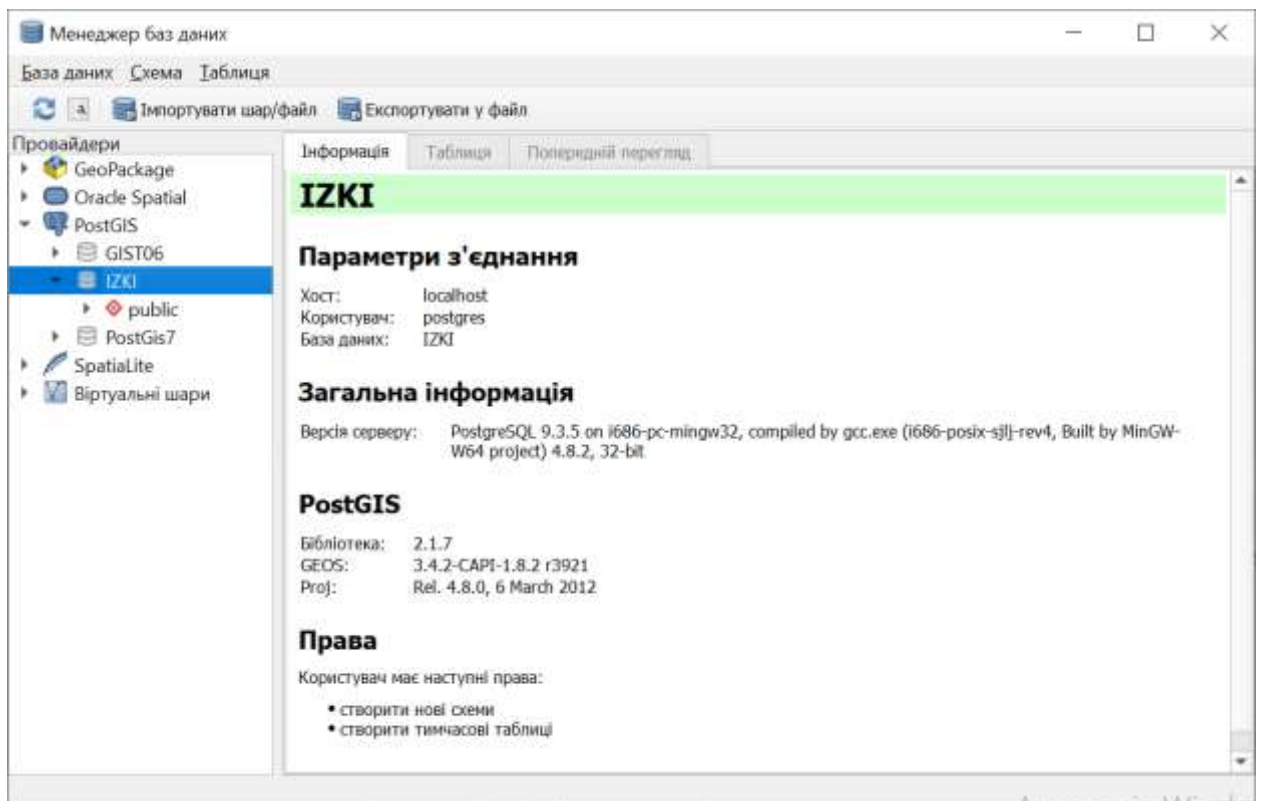 Менеджер баз даних
База даних Схема Таблиця
Імпортувати шар/файл Експортувати у файл
Провайдери
GeoPackage
Oracle Spatial
PostGIS
GIST06
IZKI
public
PostGis7
SpatiaLite
Віртуальні шари
Інформація Таблиця Попередній перегляд
IZKI
Параметри з'єднання
Хост: localhost
Користувач: postgres
База даних: IZKI
Загальна інформація
Версія серверу: PostgreSQL 9.3.5 on i686-pc-mingw32, compiled by gcc.exe (i686-posix-sjlj-rev4, Built by MinGW-
W64 project) 4.8.2, 32-bit
PostGIS
Бібліотека: 2.1.7
GEOS: 3.4.2-CAPI-1.8.2 r3921
Proj: Rel. 4.8.0, 6 March 2012
Права
Користувач має наступні права:
• створити нові схеми
• створити тимчасові таблиці